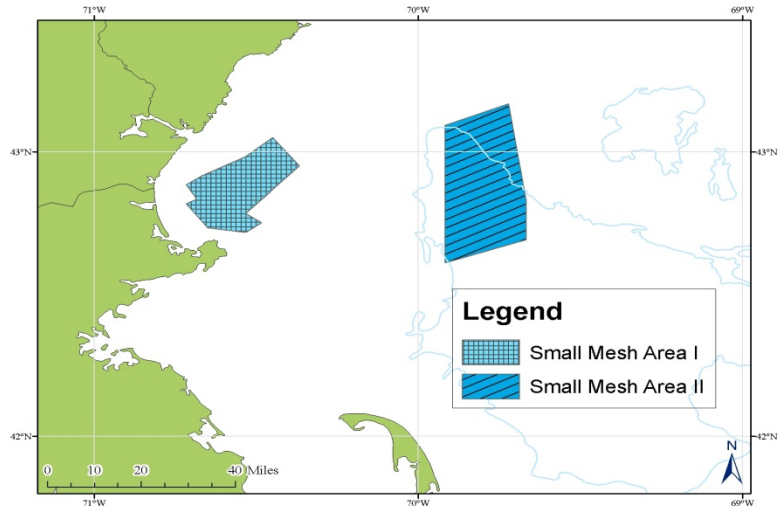 71°W 70°W 69°W
43°N 43°N
Legend
Small Mesh Area I
Small Mesh Area II
42°N 42°N
0 10 20 40 Miles
N
71°W 70°W 69°W